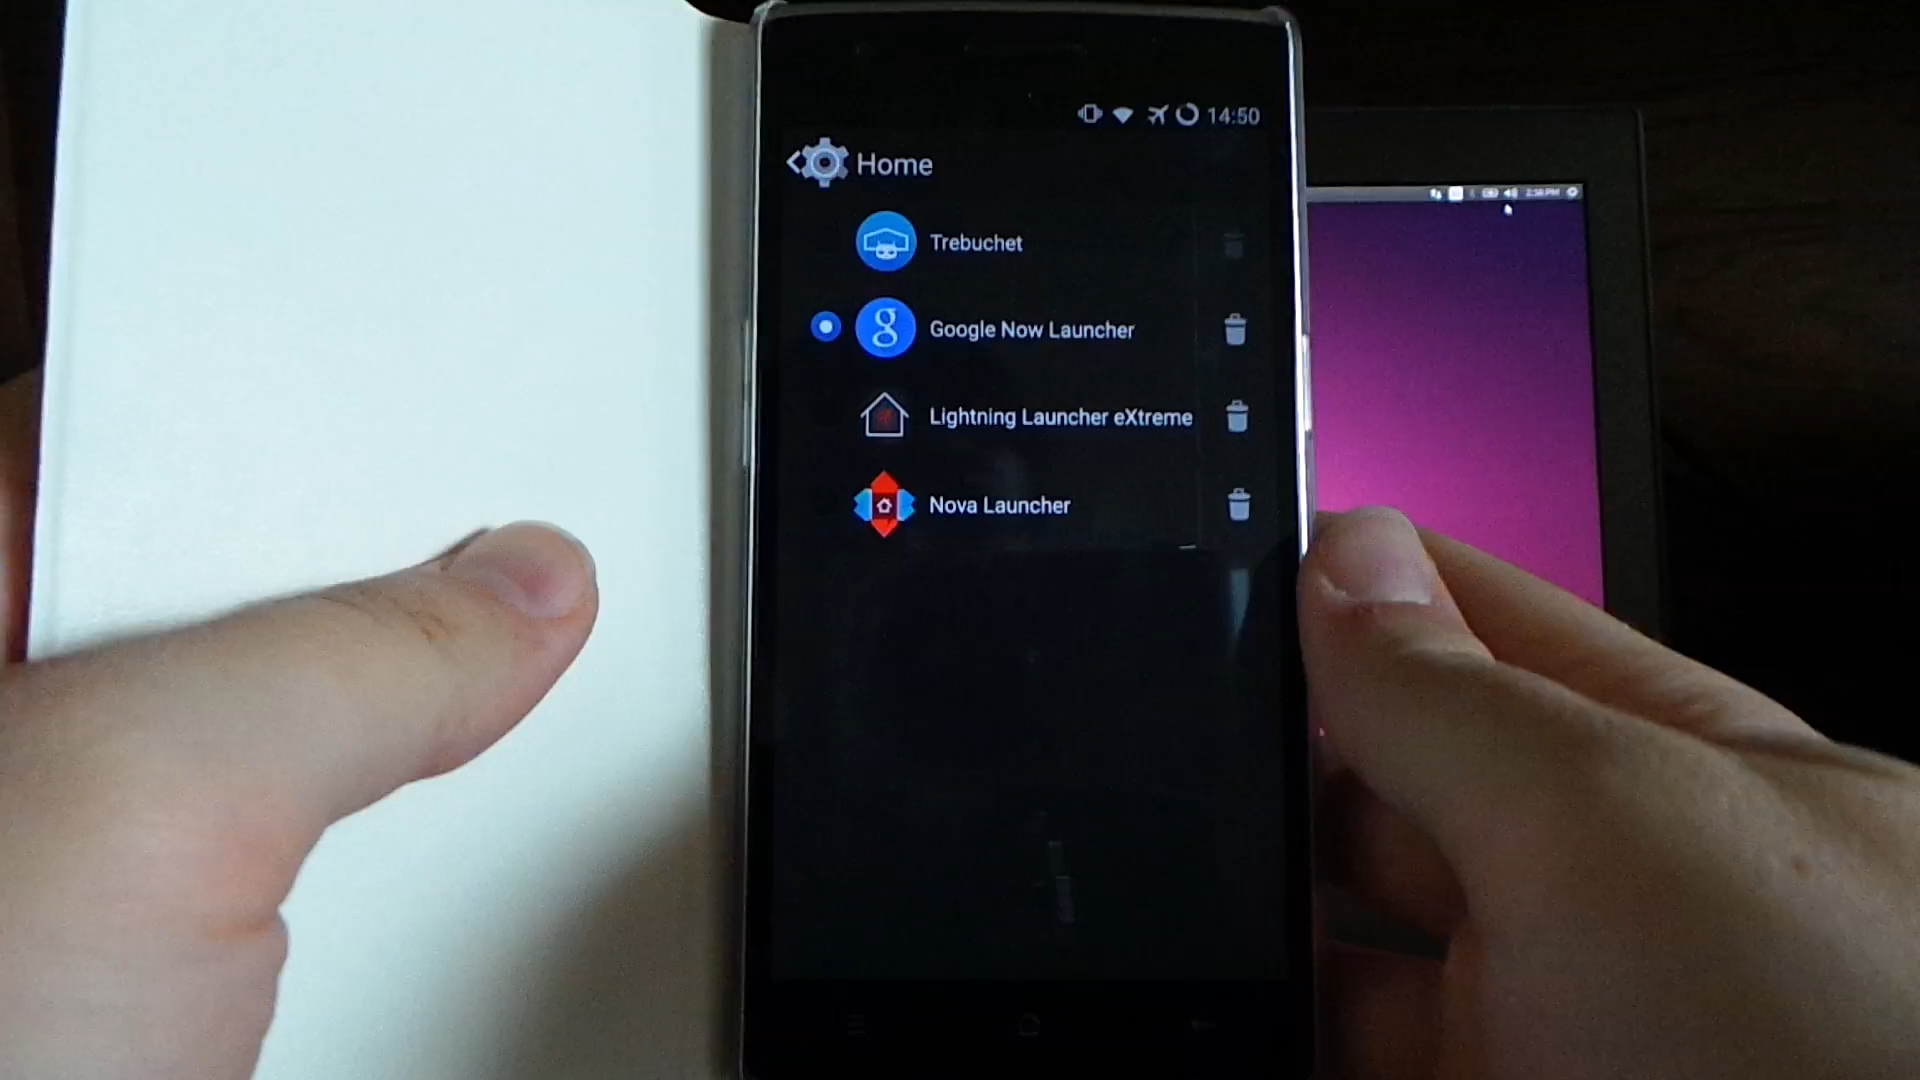 14:50
Home
Trebuchet
Google Now Launcher
Lightning Launcher eXtreme
Nova Launcher